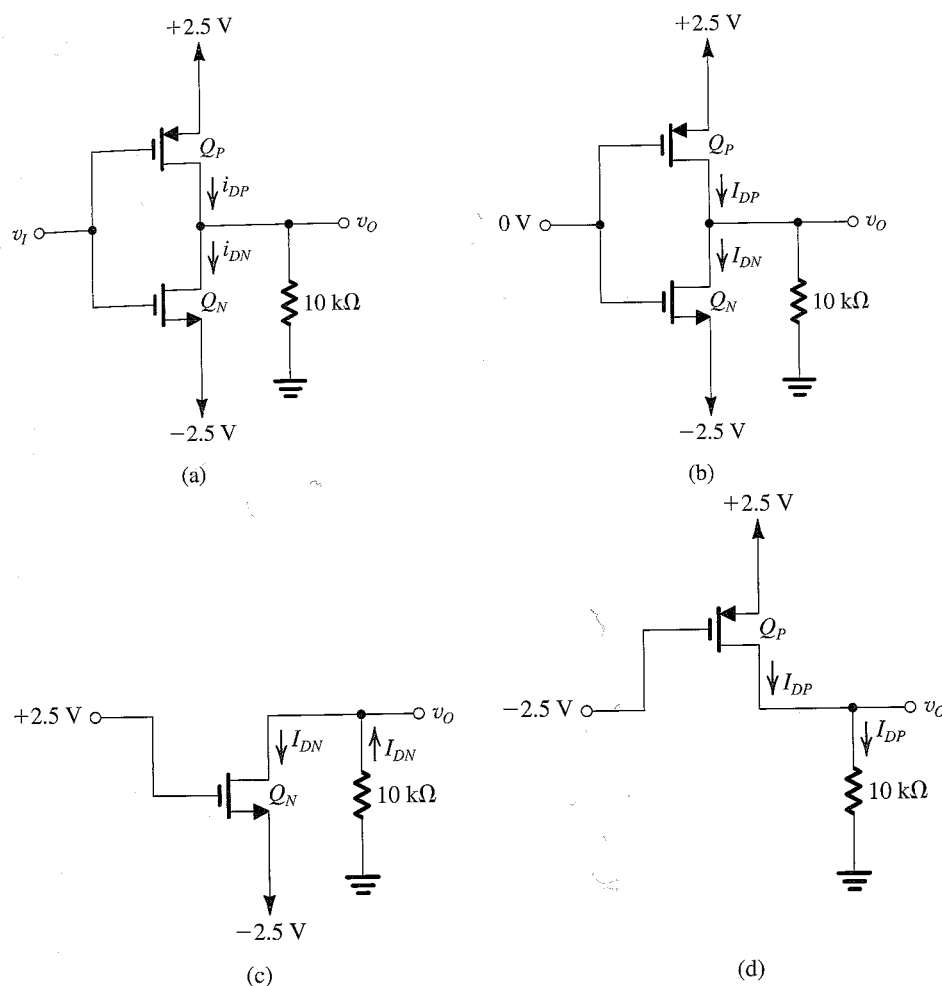 +2.5 V
Q_P
i_DP
v_I
v_O
i_DN
Q_N
10 kΩ
−2.5 V
(a)
+2.5 V
Q_P
I_DP
0 V
v_O
I_DN
Q_N
10 kΩ
−2.5 V
(b)
+2.5 V
v_O
I_DN
I_DN
Q_N
10 kΩ
−2.5 V
(c)
+2.5 V
Q_P
I_DP
−2.5 V
v_O
I_DP
10 kΩ
(d)